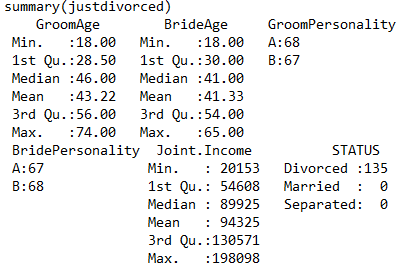 summary(justdivorced)
    GroomAge        BrideAge     GroomPersonality
 Min.   :18.00   Min.   :18.00   A:68
 1st Qu.:28.50   1st Qu.:30.00   B:67
 Median :46.00   Median :41.00
 Mean   :43.22   Mean   :41.33
 3rd Qu.:56.00   3rd Qu.:54.00
 Max.   :74.00   Max.   :65.00
 BridePersonality  Joint.Income          STATUS
 A:67             Min.   : 20153   Divorced :135
 B:68             1st Qu.: 54608   Married  :  0
                  Median : 89925   Separated:  0
                  Mean   : 94325
                  3rd Qu.:130571
                  Max.   :198098